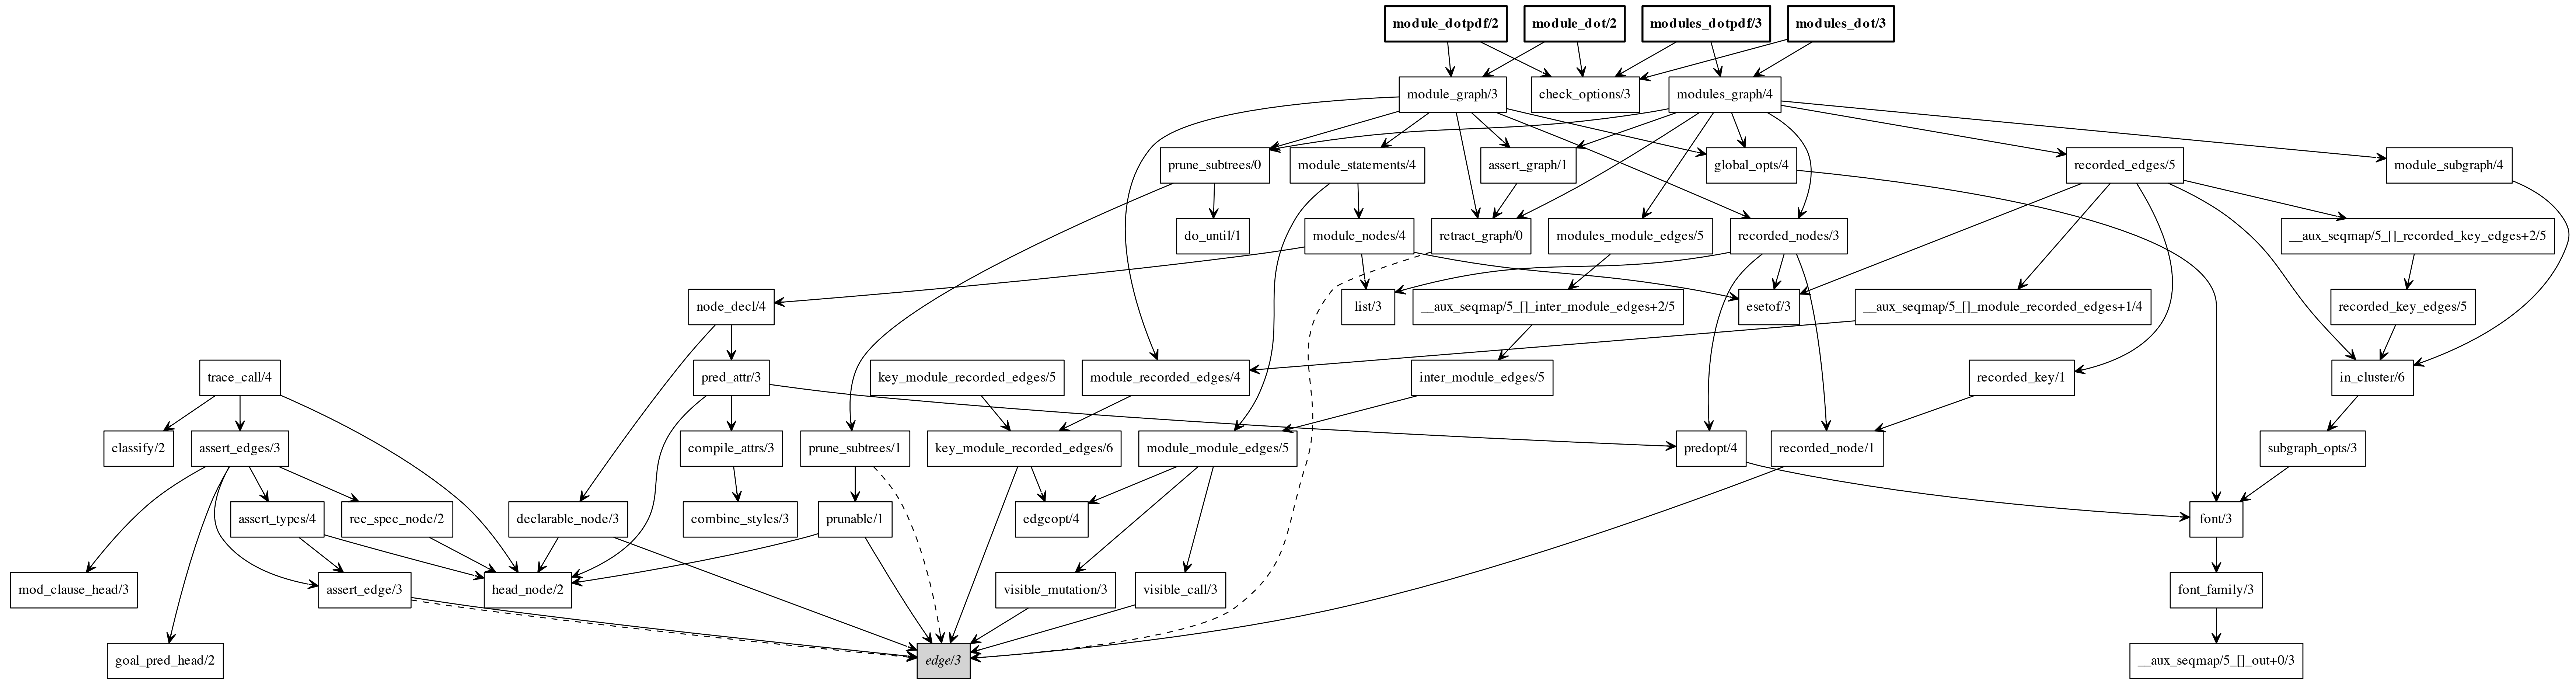 module_dotpdf/2
module_dot/2
modules_dotpdf/3
modules_dot/3
module_graph/3
check_options/3
modules_graph/4
prune_subtrees/0
module_statements/4
assert_graph/1
global_opts/4
recorded_edges/5
module_subgraph/4
do_until/1
module_nodes/4
retract_graph/0
modules_module_edges/5
recorded_nodes/3
__aux_seqmap/5_[]_recorded_key_edges+2/5
node_decl/4
list/3
__aux_seqmap/5_[]_inter_module_edges+2/5
esetof/3
__aux_seqmap/5_[]_module_recorded_edges+1/4
recorded_key_edges/5
trace_call/4
pred_attr/3
key_module_recorded_edges/5
module_recorded_edges/4
inter_module_edges/5
recorded_key/1
in_cluster/6
classify/2
assert_edges/3
compile_attrs/3
prune_subtrees/1
key_module_recorded_edges/6
module_module_edges/5
predopt/4
recorded_node/1
subgraph_opts/3
assert_types/4
rec_spec_node/2
declarable_node/3
combine_styles/3
prunable/1
edgeopt/4
font/3
mod_clause_head/3
assert_edge/3
head_node/2
visible_mutation/3
visible_call/3
font_family/3
goal_pred_head/2
edge/3
__aux_seqmap/5_[]_out+0/3